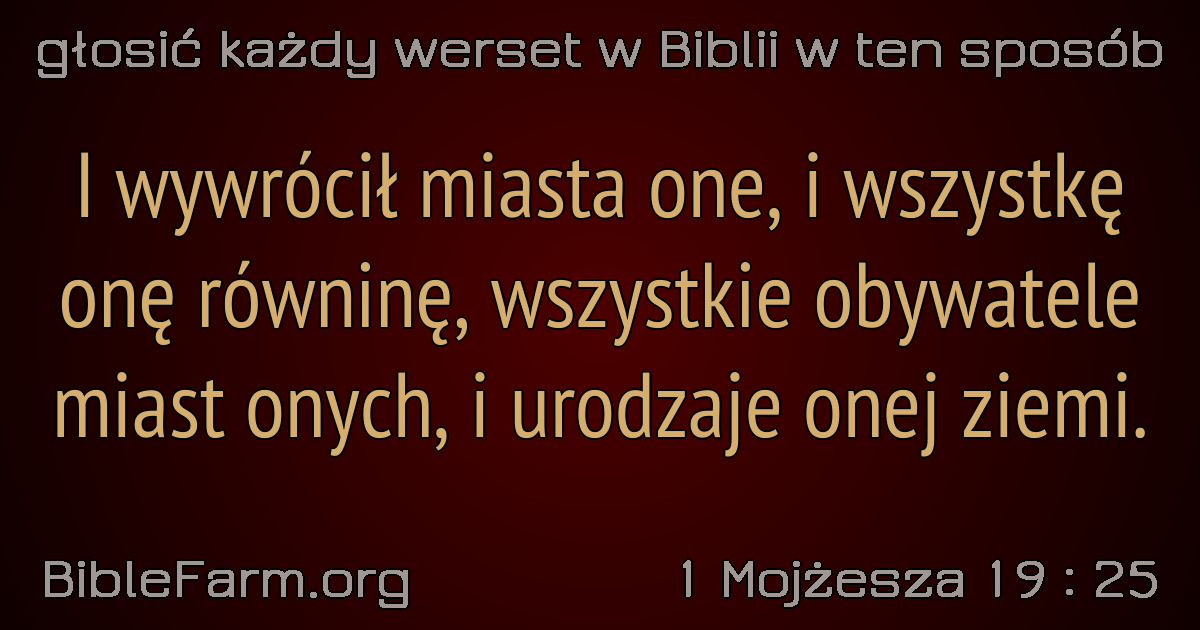 głosić każdy werset w Biblii w ten sposób
I wywrócił miasta one, i wszystkę
onę równinę, wszystkie obywatele
miast onych, i urodzaje onej ziemi.
BibleFarm.org
1 Mojżesza 19 : 25